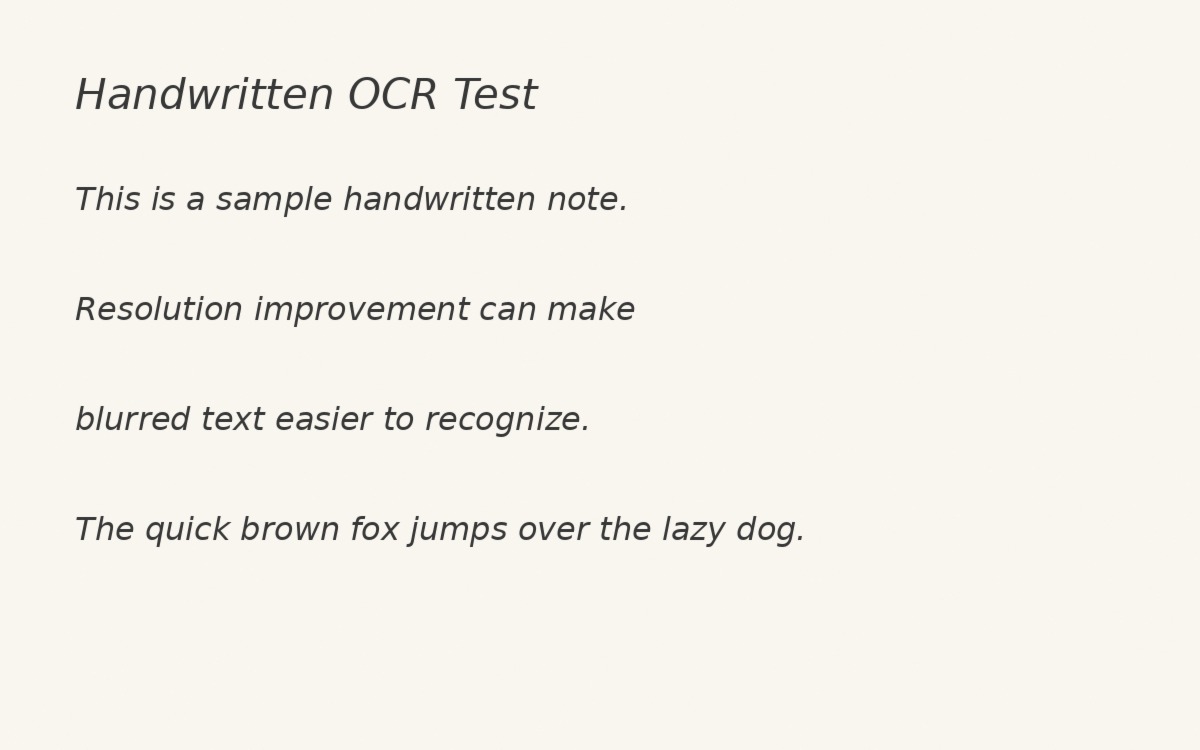 Handwritten OCR Test
This is a sample handwritten note.
Resolution improvement can make
blurred text easier to recognize.
The quick brown fox jumps over the lazy dog.